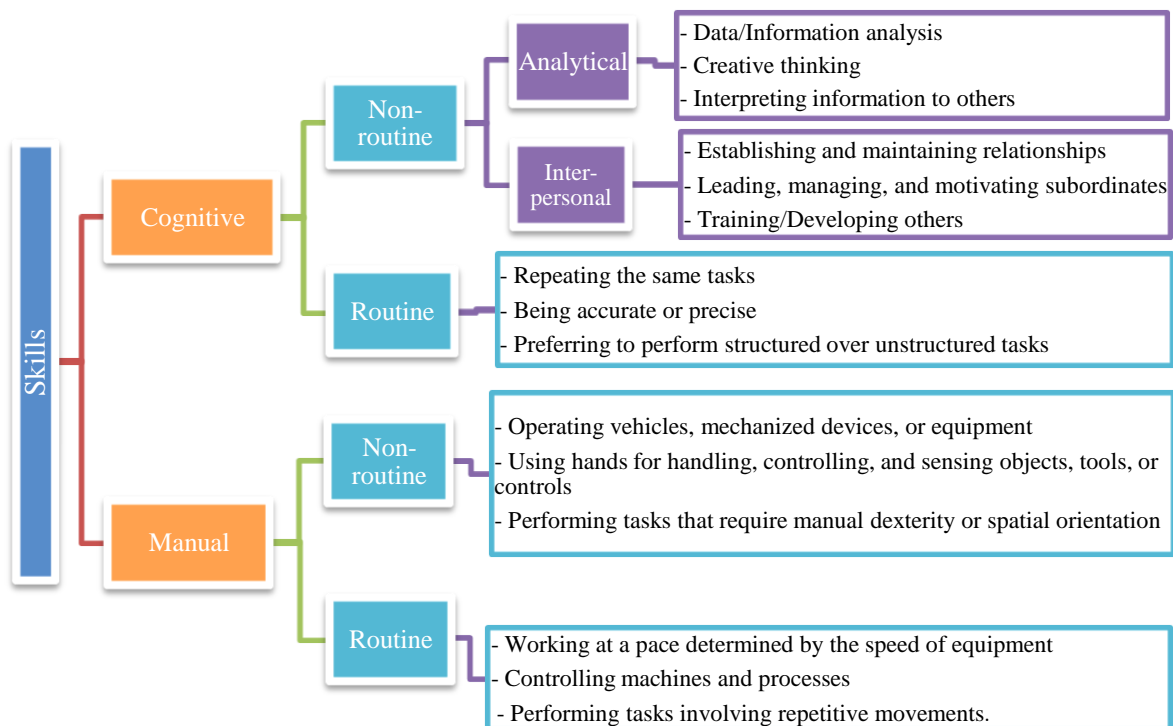 Skills
Cognitive
Non-
routine
Analytical
- Data/Information analysis
- Creative thinking
- Interpreting information to others
Inter-
personal
- Establishing and maintaining relationships
- Leading, managing, and motivating subordinates
- Training/Developing others
Routine
- Repeating the same tasks
- Being accurate or precise
- Preferring to perform structured over unstructured tasks
Manual
Non-
routine
- Operating vehicles, mechanized devices, or equipment
- Using hands for handling, controlling, and sensing objects, tools, or
controls
- Performing tasks that require manual dexterity or spatial orientation
Routine
- Working at a pace determined by the speed of equipment
- Controlling machines and processes
- Performing tasks involving repetitive movements.